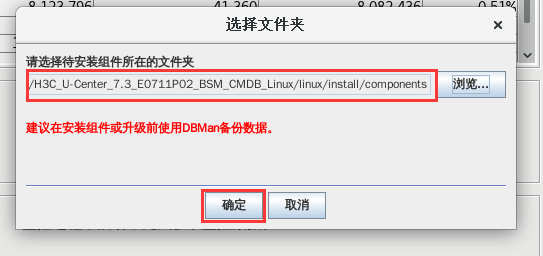 8,123,796 41,360 8,082,436 0.51%
选择文件夹
请选择待安装组件所在的文件夹
/H3C_U-Center_7.3_E0711P02_BSM_CMDB_Linux/linux/install/components
浏览...
建议在安装组件或升级前使用DBMan备份数据。
确定
取消